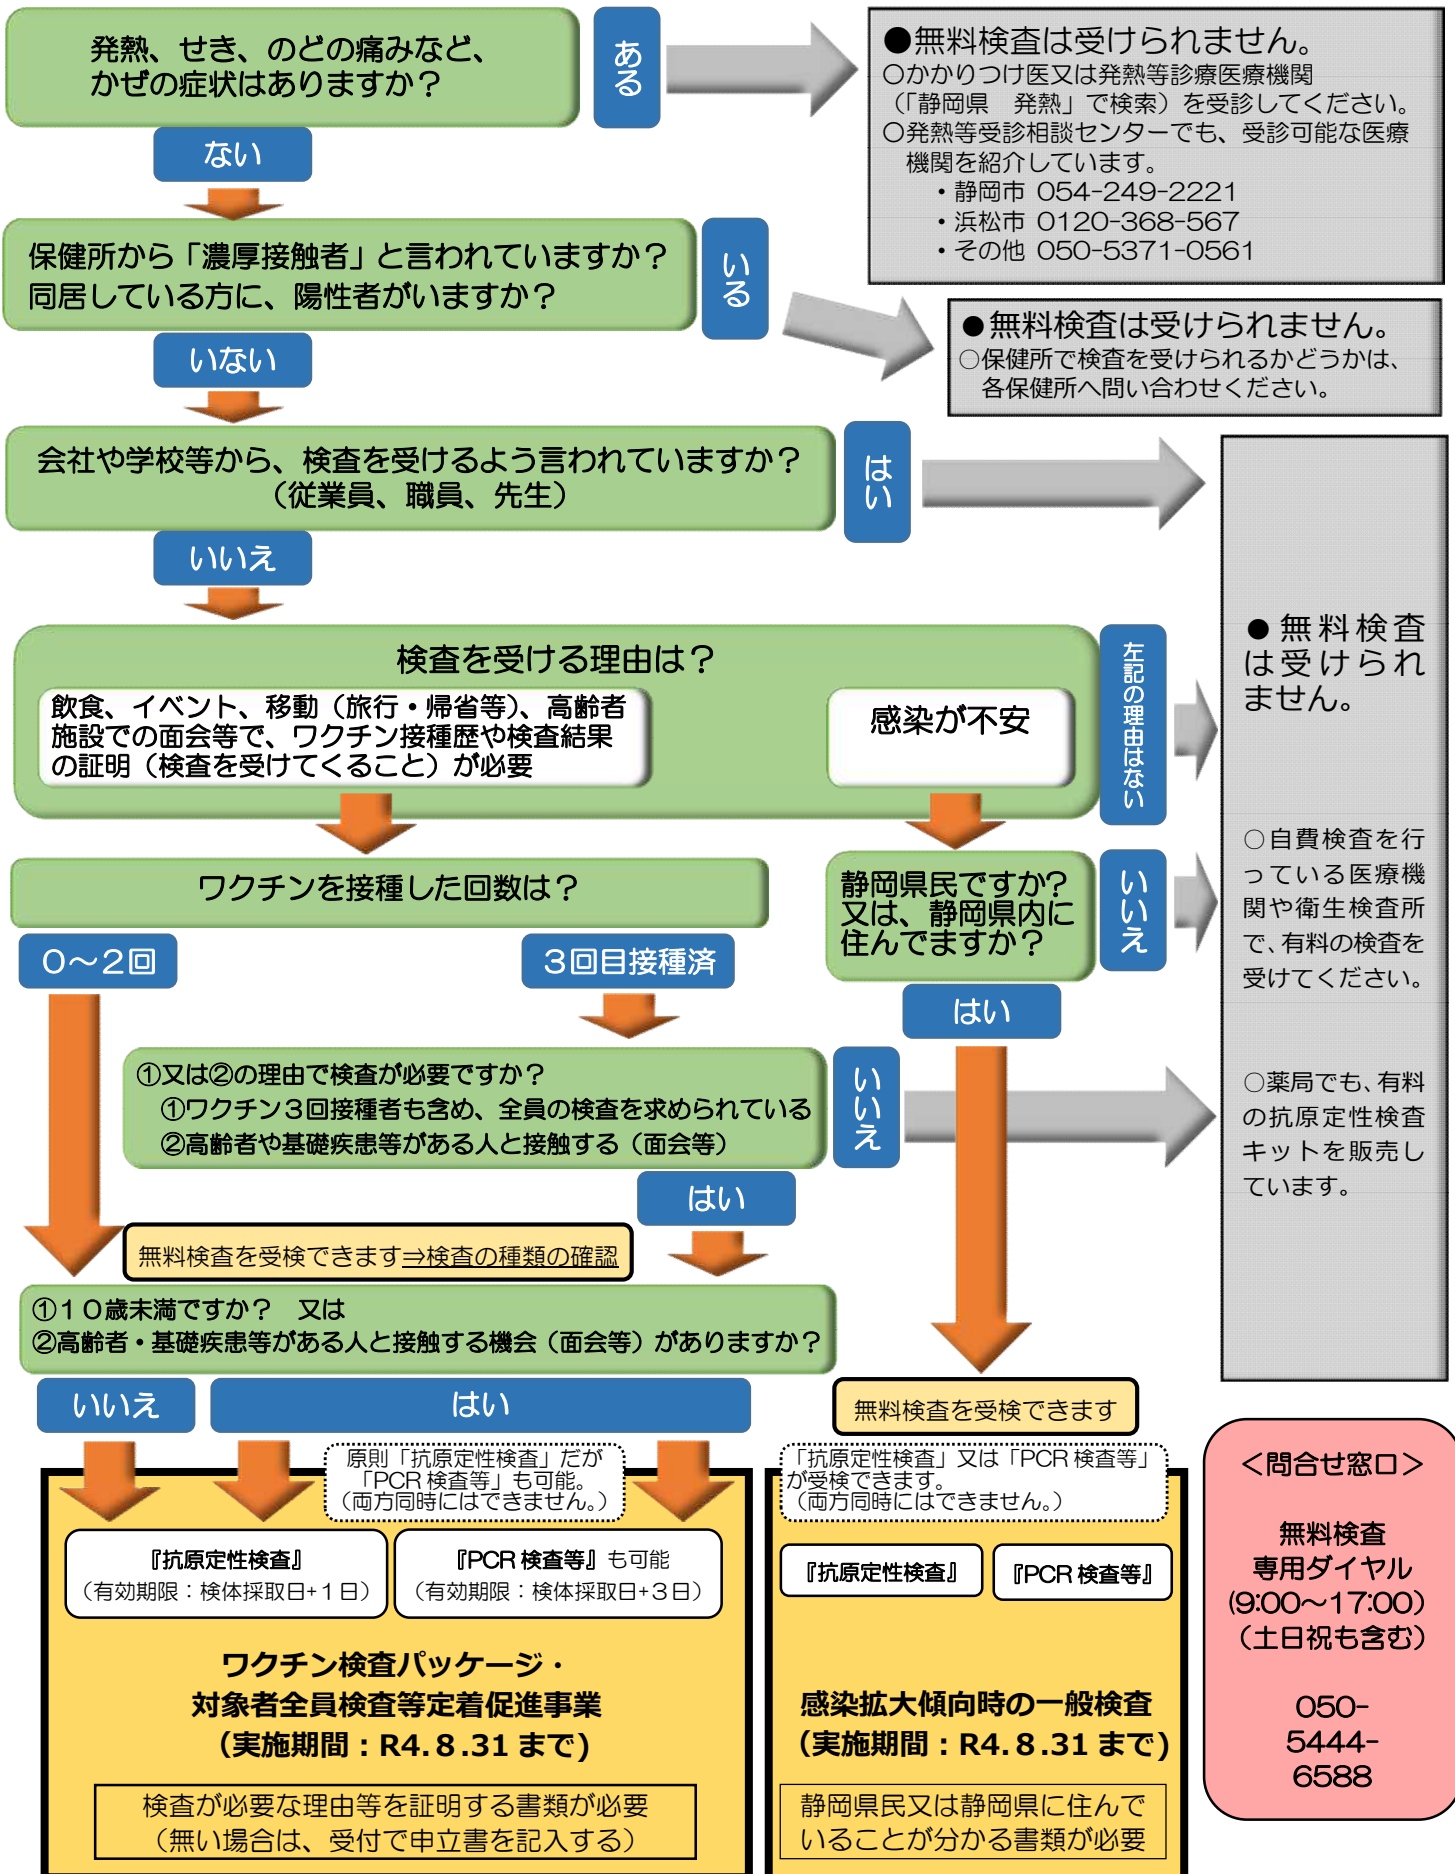 発熱、せき、のどの痛みなど、
かぜの症状はありますか？
ある
●無料検査は受けられません。
○かかりつけ医又は発熱等診療医療機関
（「静岡県　発熱」で検索）を受診してください。
○発熱等受診相談センターでも、受診可能な医療
機関を紹介しています。
・静岡市 054-249-2221
・浜松市 0120-368-567
・その他 050-5371-0561
ない
保健所から「濃厚接触者」と言われていますか？
同居している方に、陽性者がいますか？
いる
●無料検査は受けられません。
○保健所で検査を受けられるかどうかは、
各保健所へ問い合わせください。
いない
会社や学校等から、検査を受けるよう言われていますか？
（従業員、職員、先生）
はい
いいえ
検査を受ける理由は？
飲食、イベント、移動（旅行・帰省等）、高齢者
施設での面会等で、ワクチン接種歴や検査結果
の証明（検査を受けてくること）が必要
感染が不安
左記の理由はない
●無料検査
は受けられ
ません。
○自費検査を行
っている医療機
関や衛生検査所
で、有料の検査を
受けてください。
○薬局でも、有料
の抗原定性検査
キットを販売し
ています。
ワクチンを接種した回数は？
静岡県民ですか？
又は、静岡県内に
住んでますか？
いいえ
０～２回
３回目接種済
はい
①又は②の理由で検査が必要ですか？
①ワクチン３回接種者も含め、全員の検査を求められている
②高齢者や基礎疾患等がある人と接触する（面会等）
いいえ
はい
無料検査を受検できます⇒検査の種類の確認
①１０歳未満ですか？　又は
②高齢者・基礎疾患等がある人と接触する機会（面会等）がありますか？
いいえ
はい
無料検査を受検できます
原則「抗原定性検査」だが
「PCR 検査等」も可能。
（両方同時にはできません。）
「抗原定性検査」又は「PCR 検査等」
が受検できます。
（両方同時にはできません。）
『抗原定性検査』
（有効期限：検体採取日+１日）
『PCR 検査等』も可能
（有効期限：検体採取日+３日）
『抗原定性検査』
『PCR 検査等』
ワクチン検査パッケージ・
対象者全員検査等定着促進事業
（実施期間：R4.８.31 まで）
感染拡大傾向時の一般検査
（実施期間：R4.８.31 まで）
検査が必要な理由等を証明する書類が必要
（無い場合は、受付で申立書を記入する）
静岡県民又は静岡県に住んで
いることが分かる書類が必要
＜問合せ窓口＞
無料検査
専用ダイヤル
(9:00～17:00)
（土日祝も含む）
050-
5444-
6588